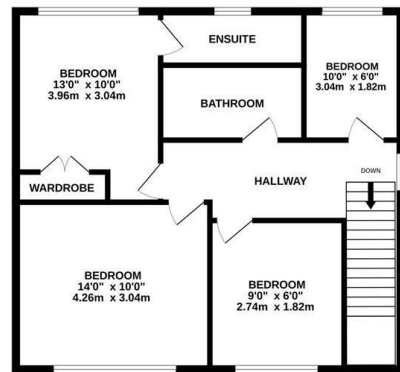 ENSUITE
BEDROOM
13'0" x 10'0"
3.96m x 3.04m
BEDROOM
10'0" x 6'0"
3.04m x 1.82m
BATHROOM
WARDROBE
HALLWAY
DOWN
BEDROOM
14'0" x 10'0"
4.26m x 3.04m
BEDROOM
9'0" x 6'0"
2.74m x 1.82m